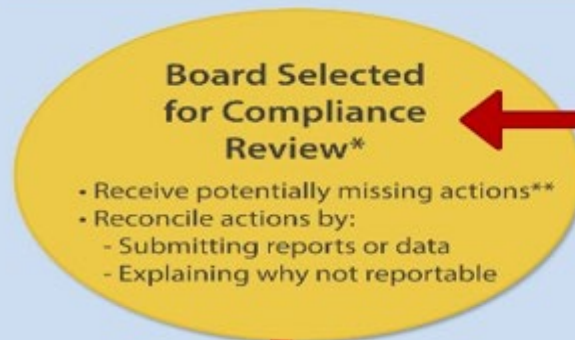 Board Selected
for Compliance
Review*
• Receive potentially missing actions**
• Reconcile actions by:
- Submitting reports or data
- Explaining why not reportable